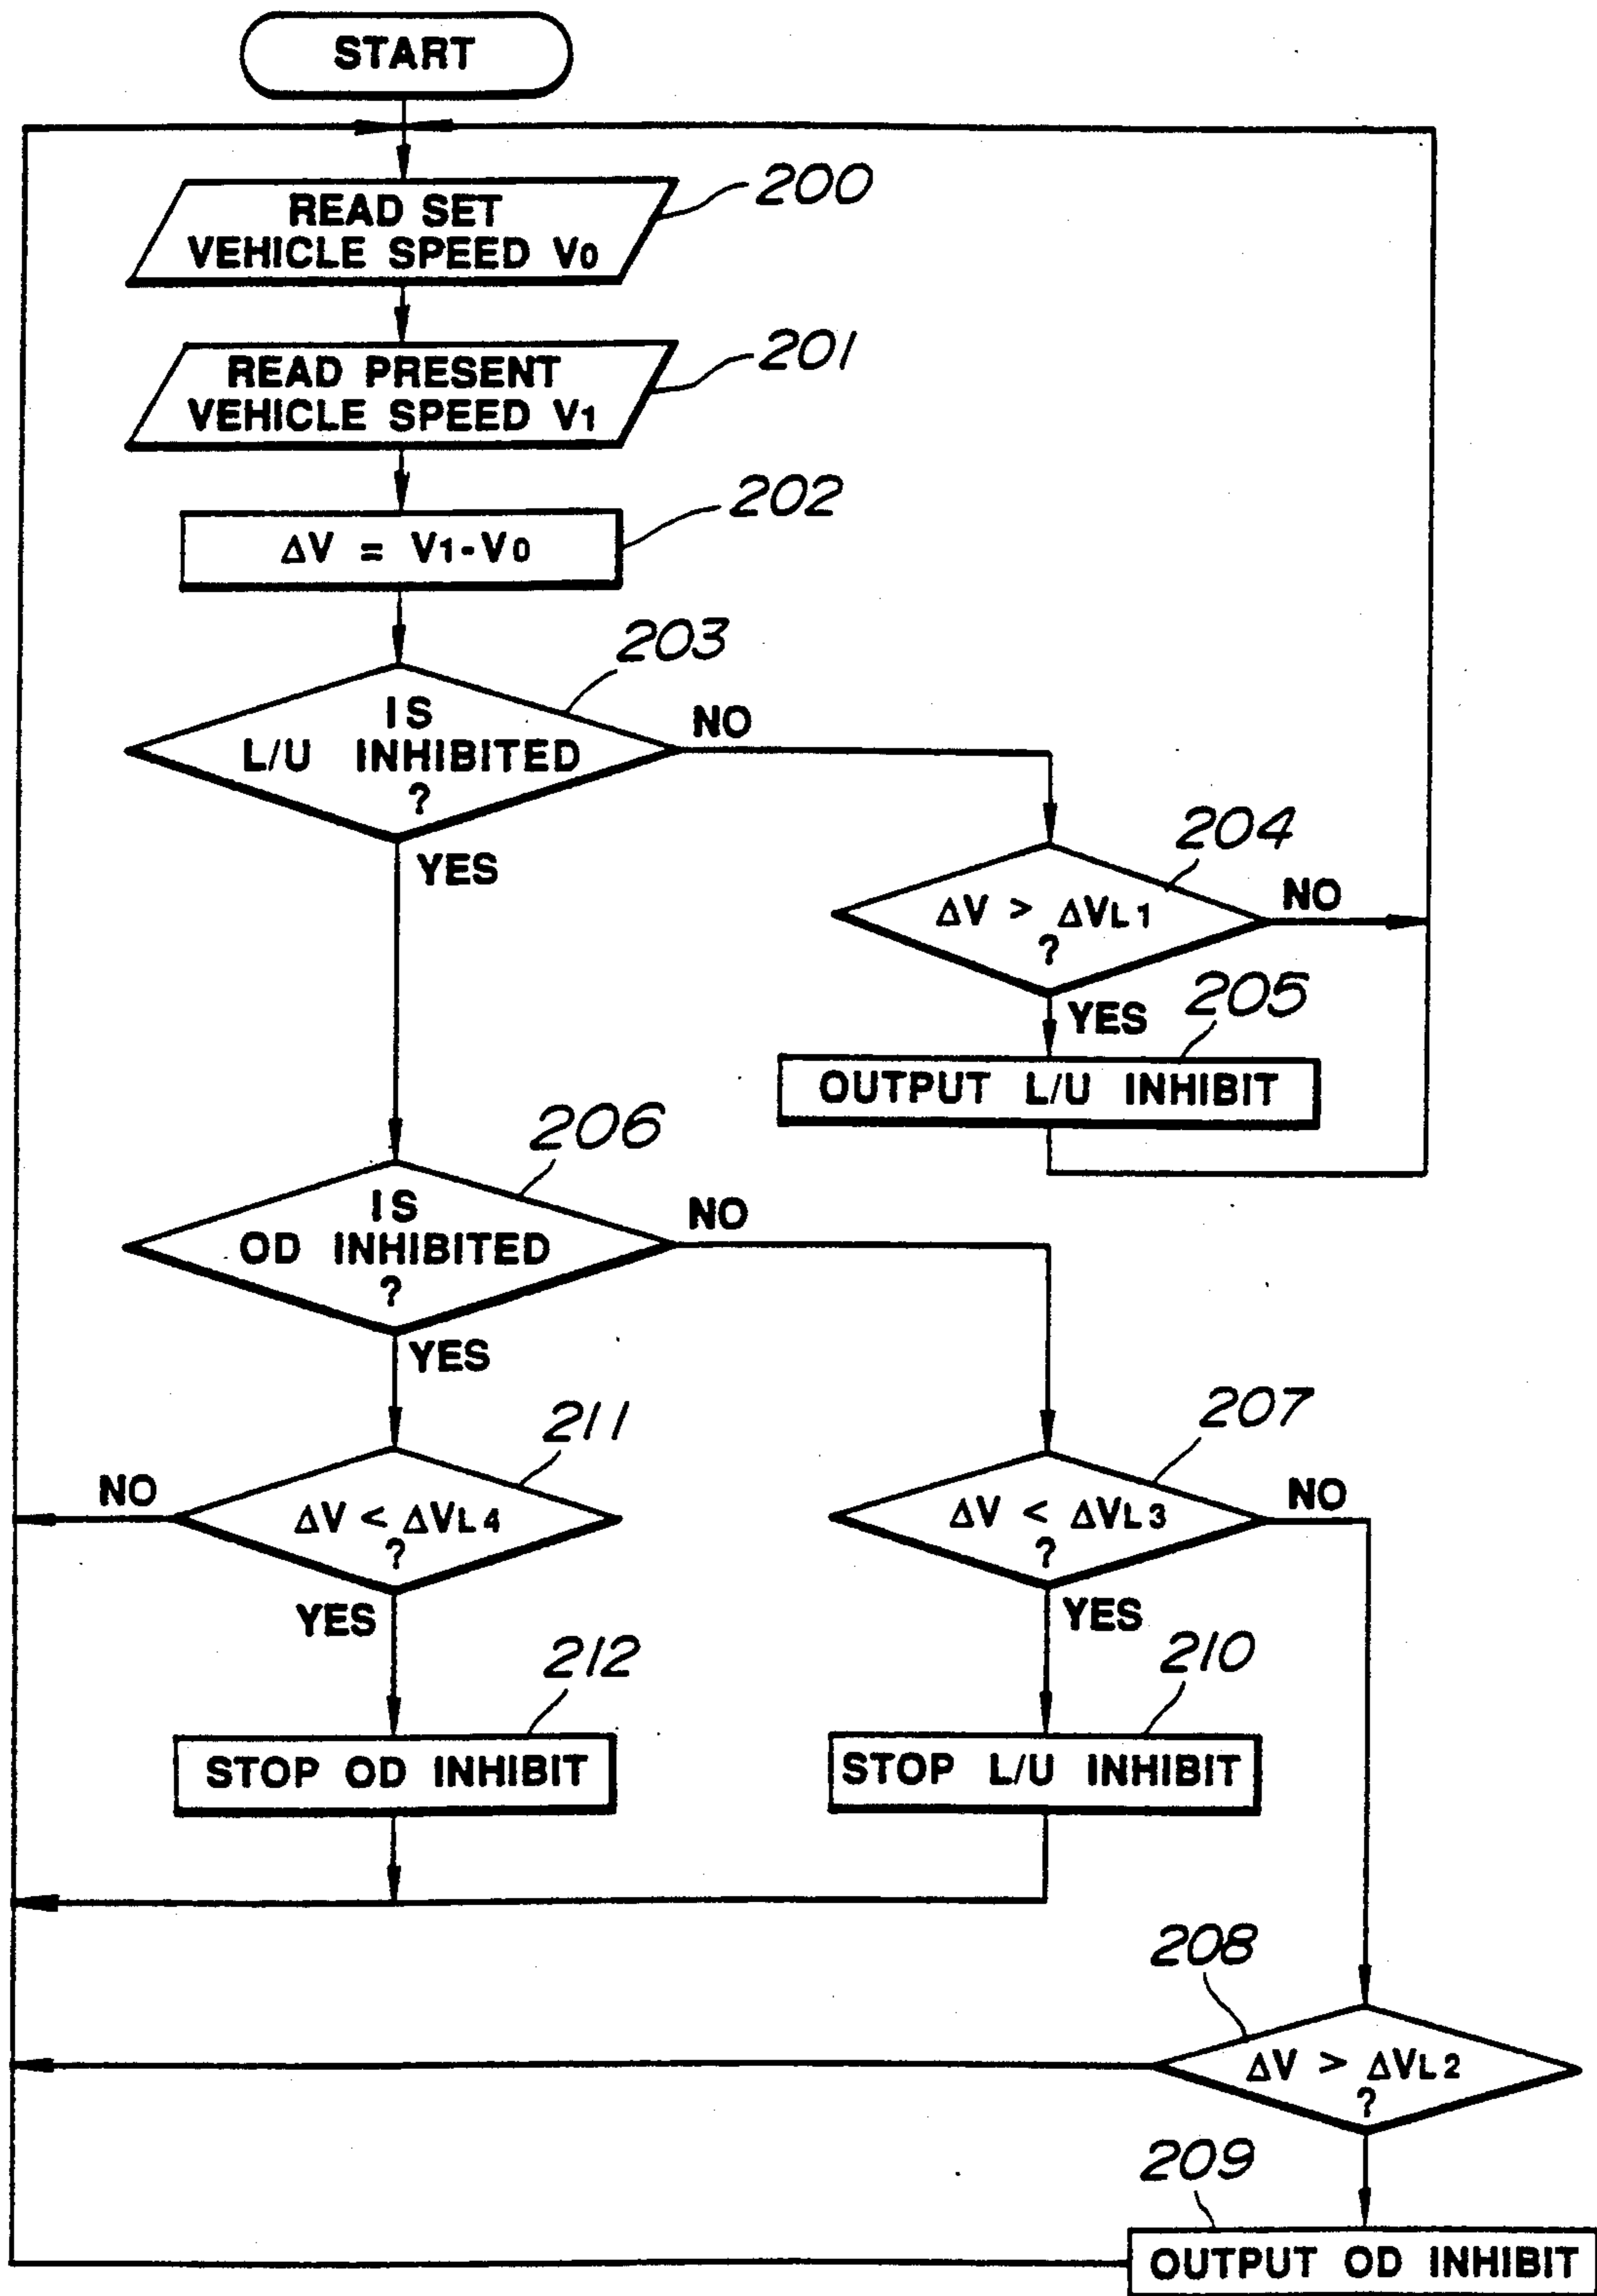 START
200
READ SET
VEHICLE SPEED V0
201
READ PRESENT
VEHICLE SPEED V1
202
ΔV = V1-V0
203
IS
L/U INHIBITED
?
NO
YES
204
ΔV > ΔVL1
?
NO
YES
205
OUTPUT L/U INHIBIT
206
IS
OD INHIBITED
?
NO
YES
211
ΔV < ΔVL4
?
NO
YES
207
ΔV < ΔVL3
?
NO
YES
212
STOP OD INHIBIT
210
STOP L/U INHIBIT
208
ΔV > ΔVL2
?
209
OUTPUT OD INHIBIT